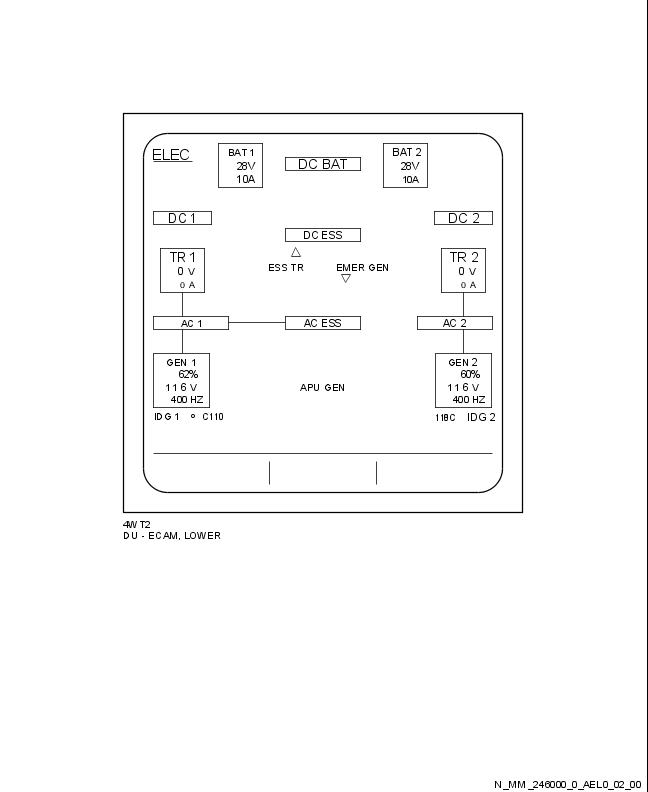 ELEC
BAT 1
28V
10A
DC BAT
BAT 2
28V
10A
DC 1
DC ESS
DC 2
TR 1
0 V
0 A
ESS TR
EMER GEN
TR 2
0 V
0 A
AC 1
AC ESS
AC 2
GEN 1
62%
116 V
400 HZ
APU GEN
GEN 2
60%
116 V
400 HZ
IDG 1 ° C110
118C IDG 2
4WT2
DU - ECAM, LOWER
N_MM_246000_0_AEL0_02_00